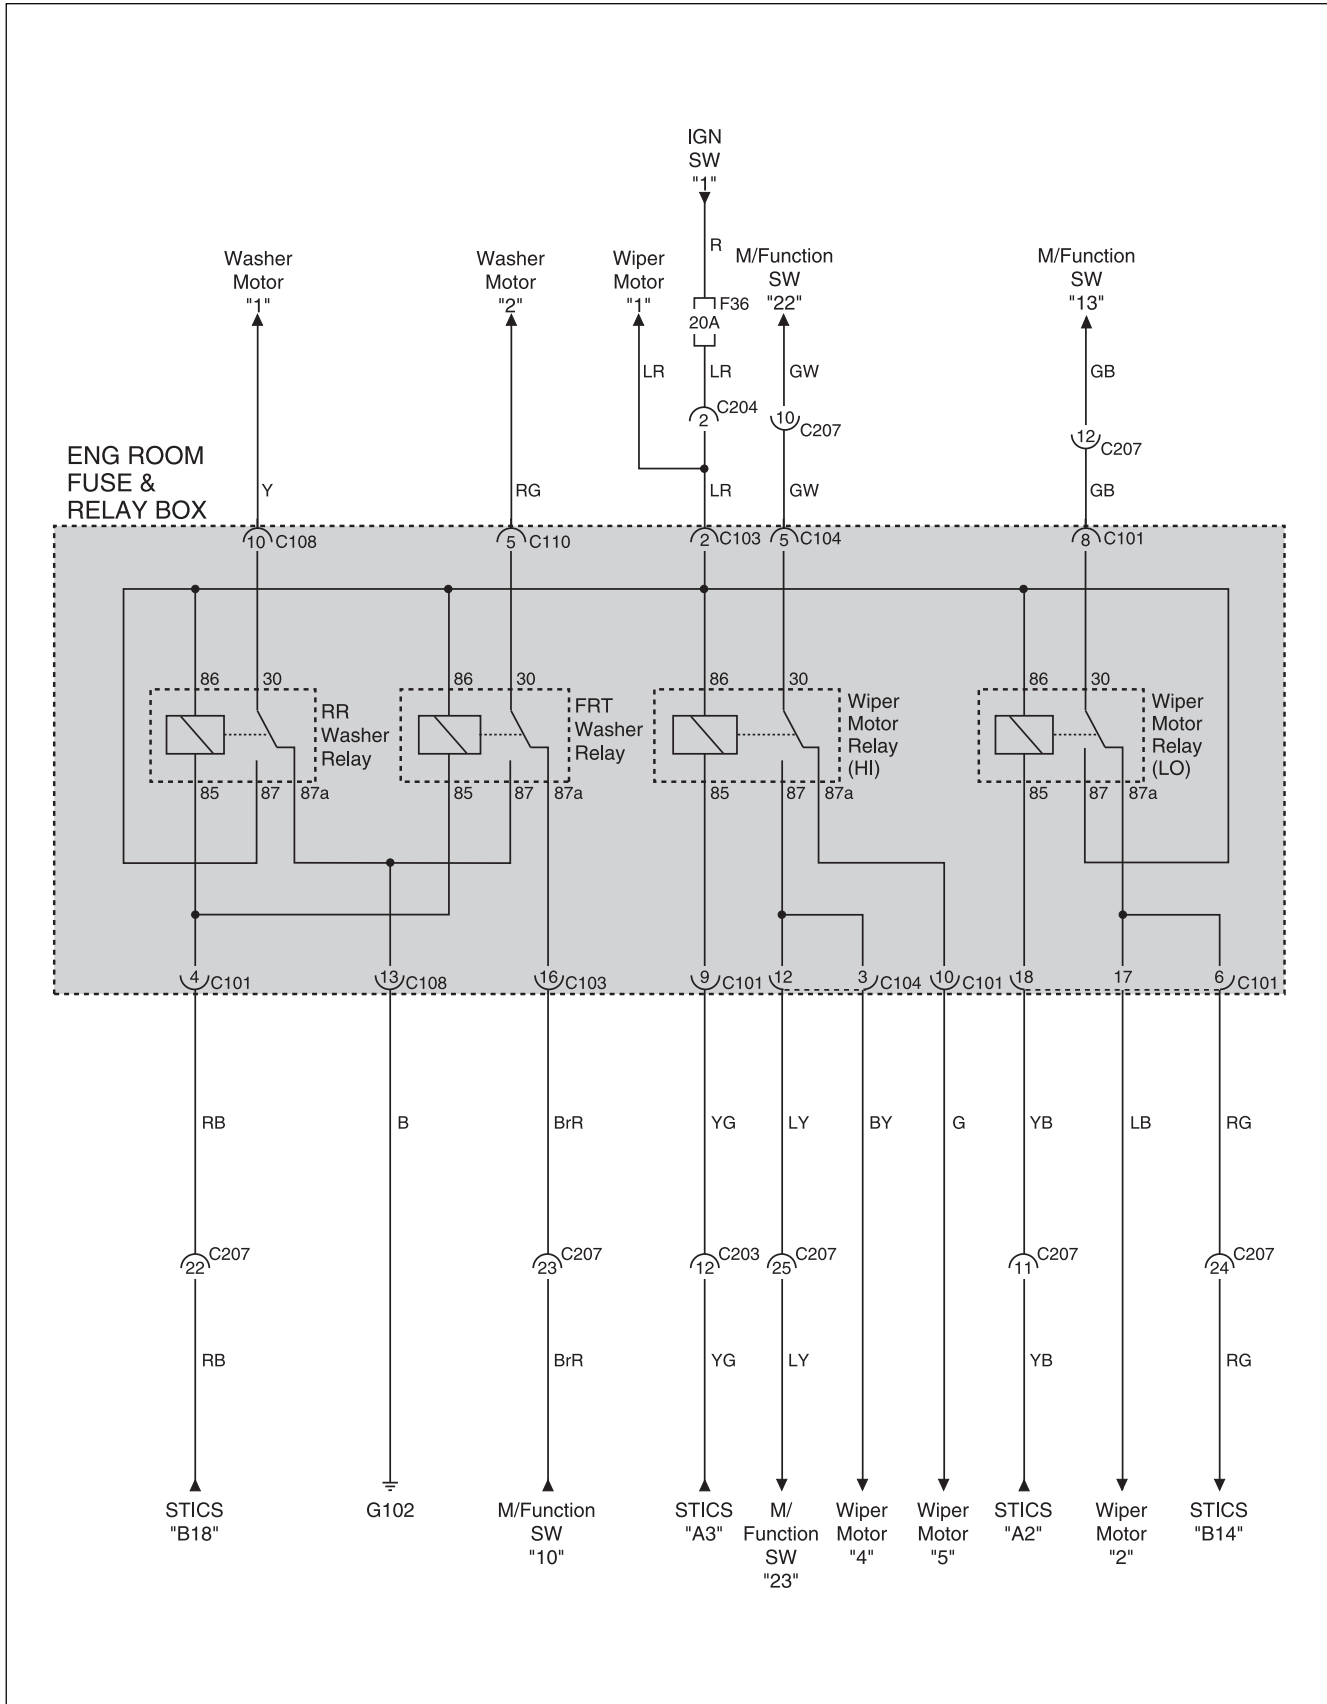 IGN
SW
"1"
R
Washer
Motor
"1"
Washer
Motor
"2"
Wiper
Motor
"1"
M/Function
SW
"22"
M/Function
SW
"13"
F36
20A
LR
LR
GW
GB
2
C204
10
C207
12
C207
ENG ROOM
FUSE &
RELAY BOX
Y
RG
LR
GW
GB
10 C108
5 C110
2 C103
5 C104
8 C101
86
30
86
30
86
30
86
30
RR
Washer
Relay
FRT
Washer
Relay
Wiper
Motor
Relay
(HI)
Wiper
Motor
Relay
(LO)
85
87
87a
85
87
87a
85
87
87a
85
87
87a
4 C101
13 C108
16 C103
9 C101
12
3 C104
10 C101
18
17
6 C101
RB
B
BrR
YG
LY
BY
G
YB
LB
RG
22 C207
23 C207
12 C203
25 C207
11 C207
24 C207
RB
BrR
YG
LY
YB
RG
STICS
"B18"
G102
M/Function
SW
"10"
STICS
"A3"
M/
Function
SW
"23"
Wiper
Motor
"4"
Wiper
Motor
"5"
STICS
"A2"
Wiper
Motor
"2"
STICS
"B14"